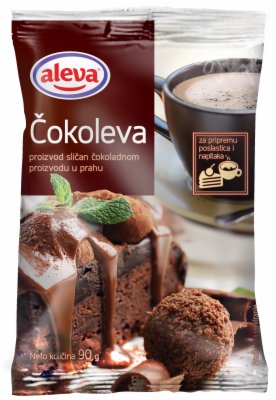 aleva
Čokoleva
proizvod sličan čokoladnom
proizvodu u prahu
za pripremu
poslastica i
napitaka
Neto količina 90 g